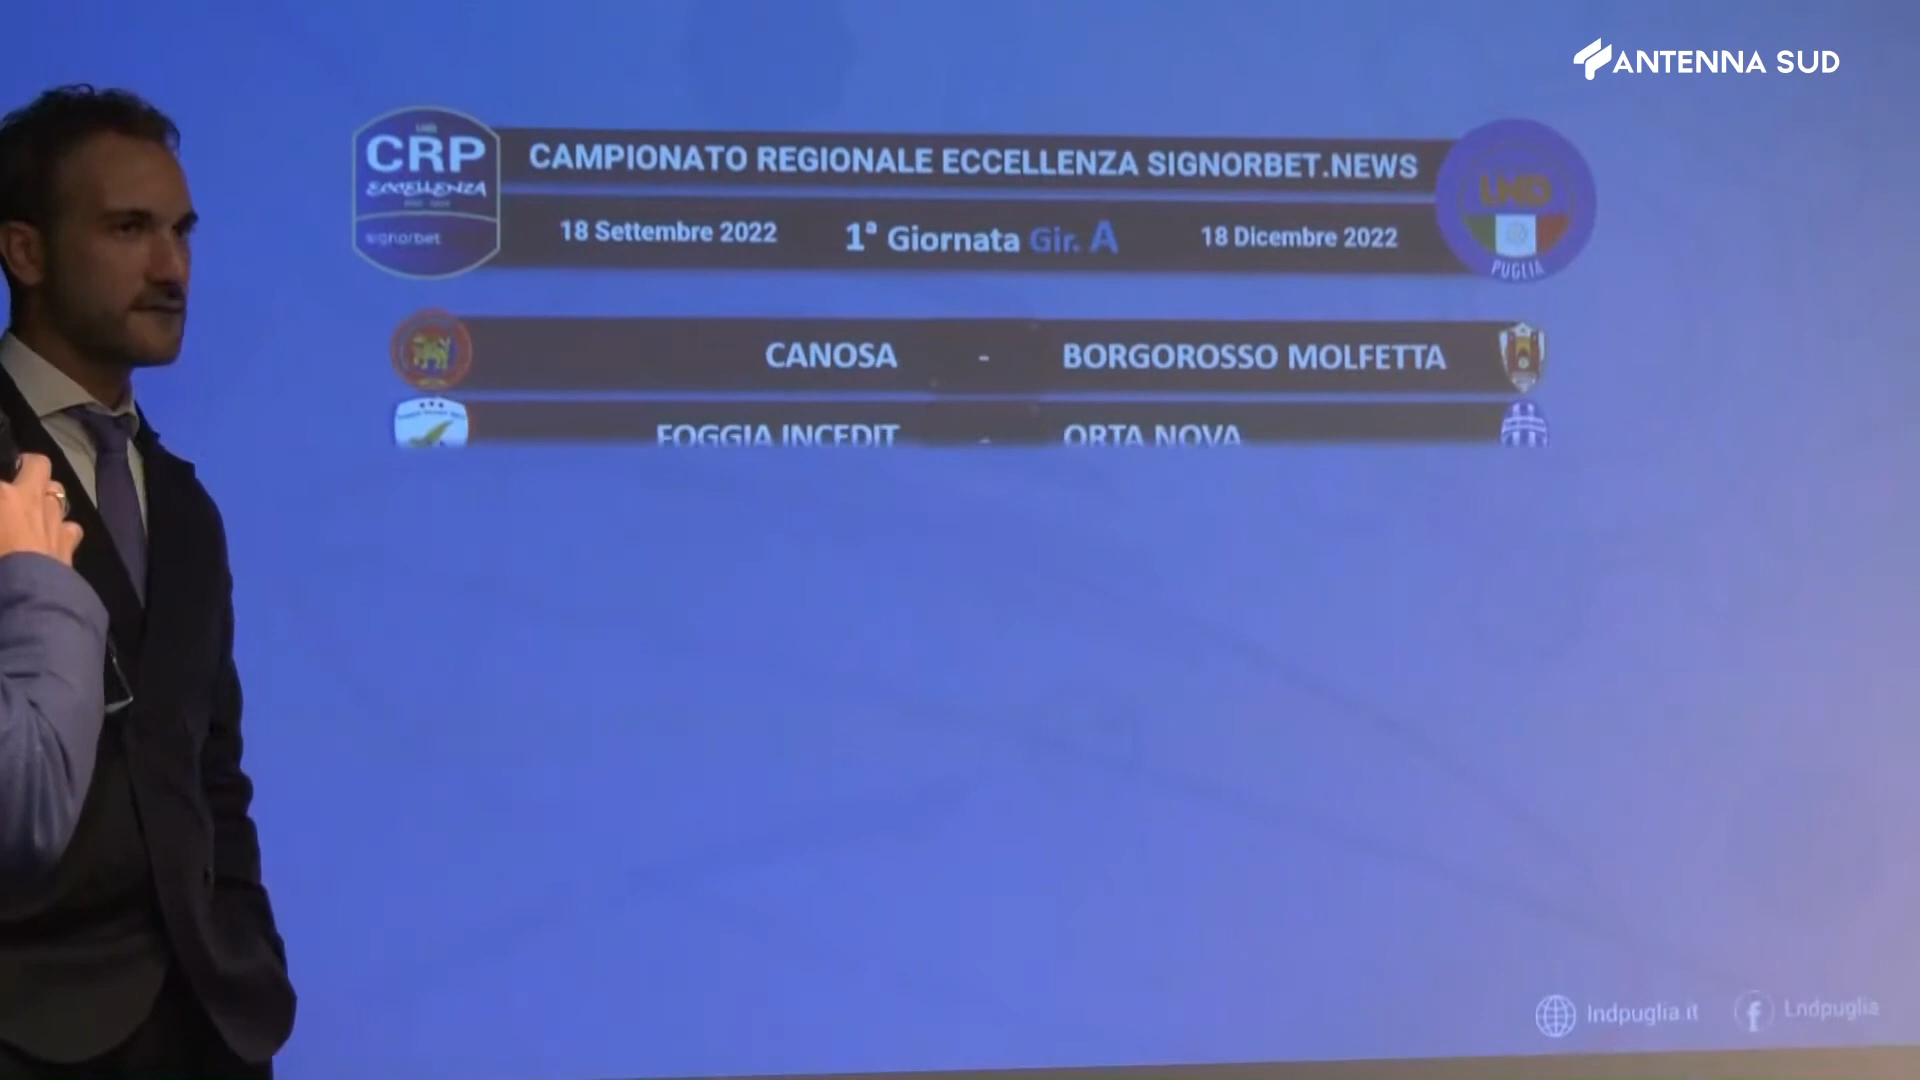 ANTENNA SUD
CRP
ECCELLENZA
signorbet
CAMPIONATO REGIONALE ECCELLENZA SIGNORBET.NEWS
18 Settembre 2022
1ª Giornata Gir. A
18 Dicembre 2022
LND
PUGLIA
CANOSA - BORGOROSSO MOLFETTA
FOGGIA INCEDIT - ORTA NOVA
lndpuglia.it
Lndpuglia